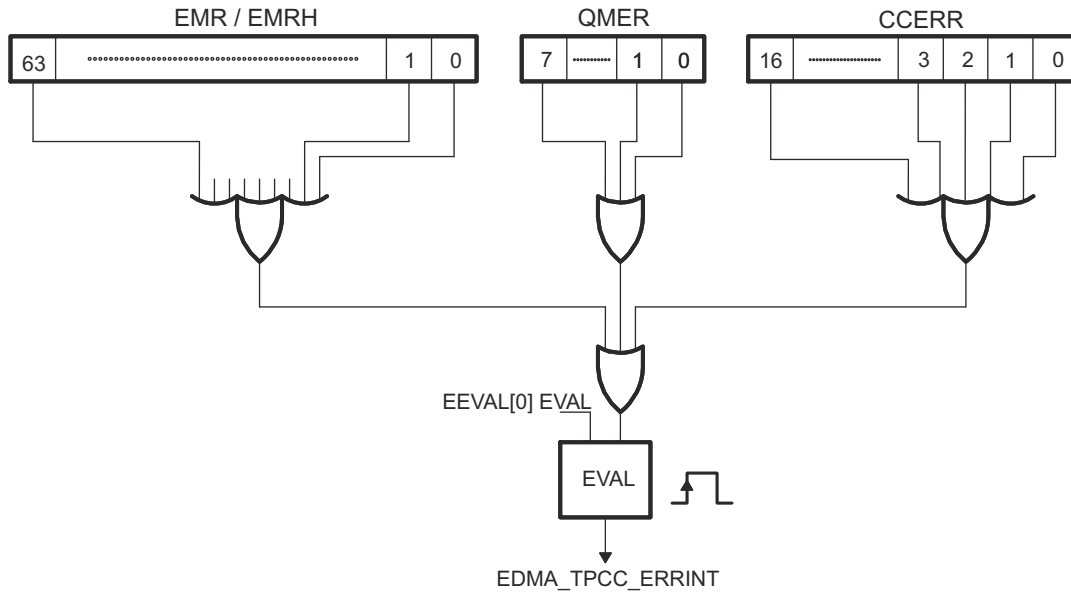 EMR / EMRH
QMER
CCERR
63 1 0
7 1 0
16 3 2 1 0
EEVAL[0] EVAL
EVAL
EDMA_TPCC_ERRINT